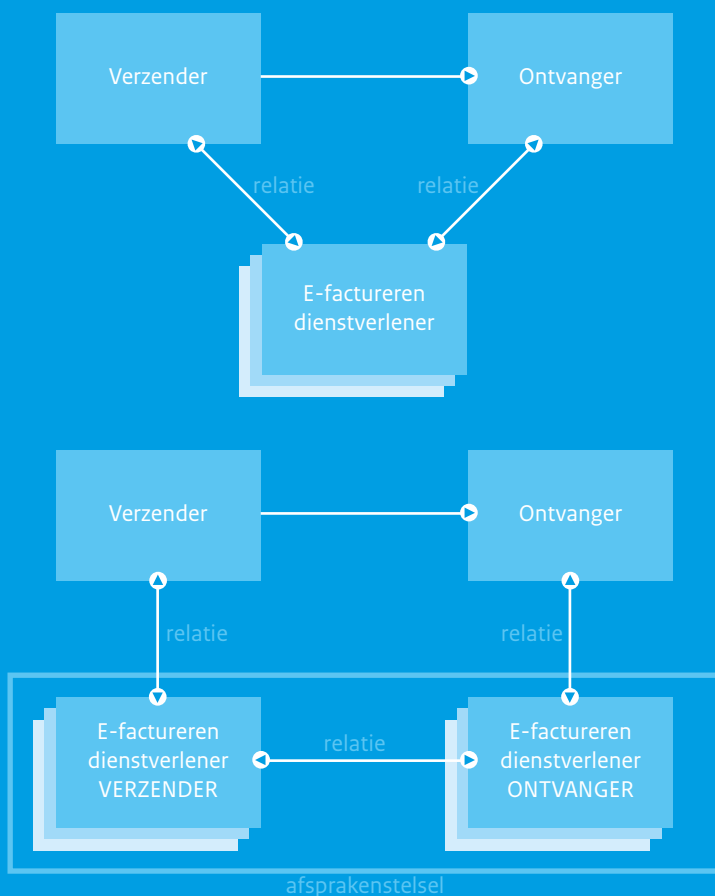 Verzender
Ontvanger
relatie
relatie
E-factureren
dienstverlener
Verzender
Ontvanger
relatie
relatie
E-factureren
dienstverlener
VERZENDER
relatie
E-factureren
dienstverlener
ONTVANGER
afsprakenstelsel